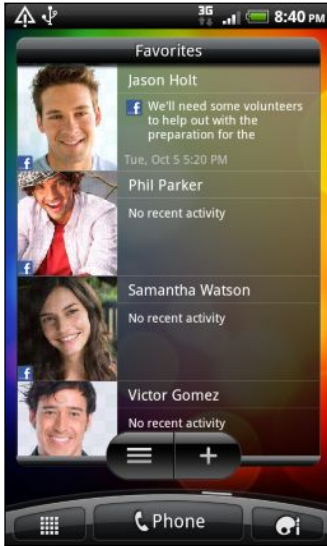 3G 8:40 PM
Favorites
Jason Holt
f We'll need some volunteers
to help out with the
preparation for the
Tue, Oct 5 5:20 PM
f
Phil Parker
No recent activity
f
Samantha Watson
No recent activity
f
Victor Gomez
No recent activity
Phone